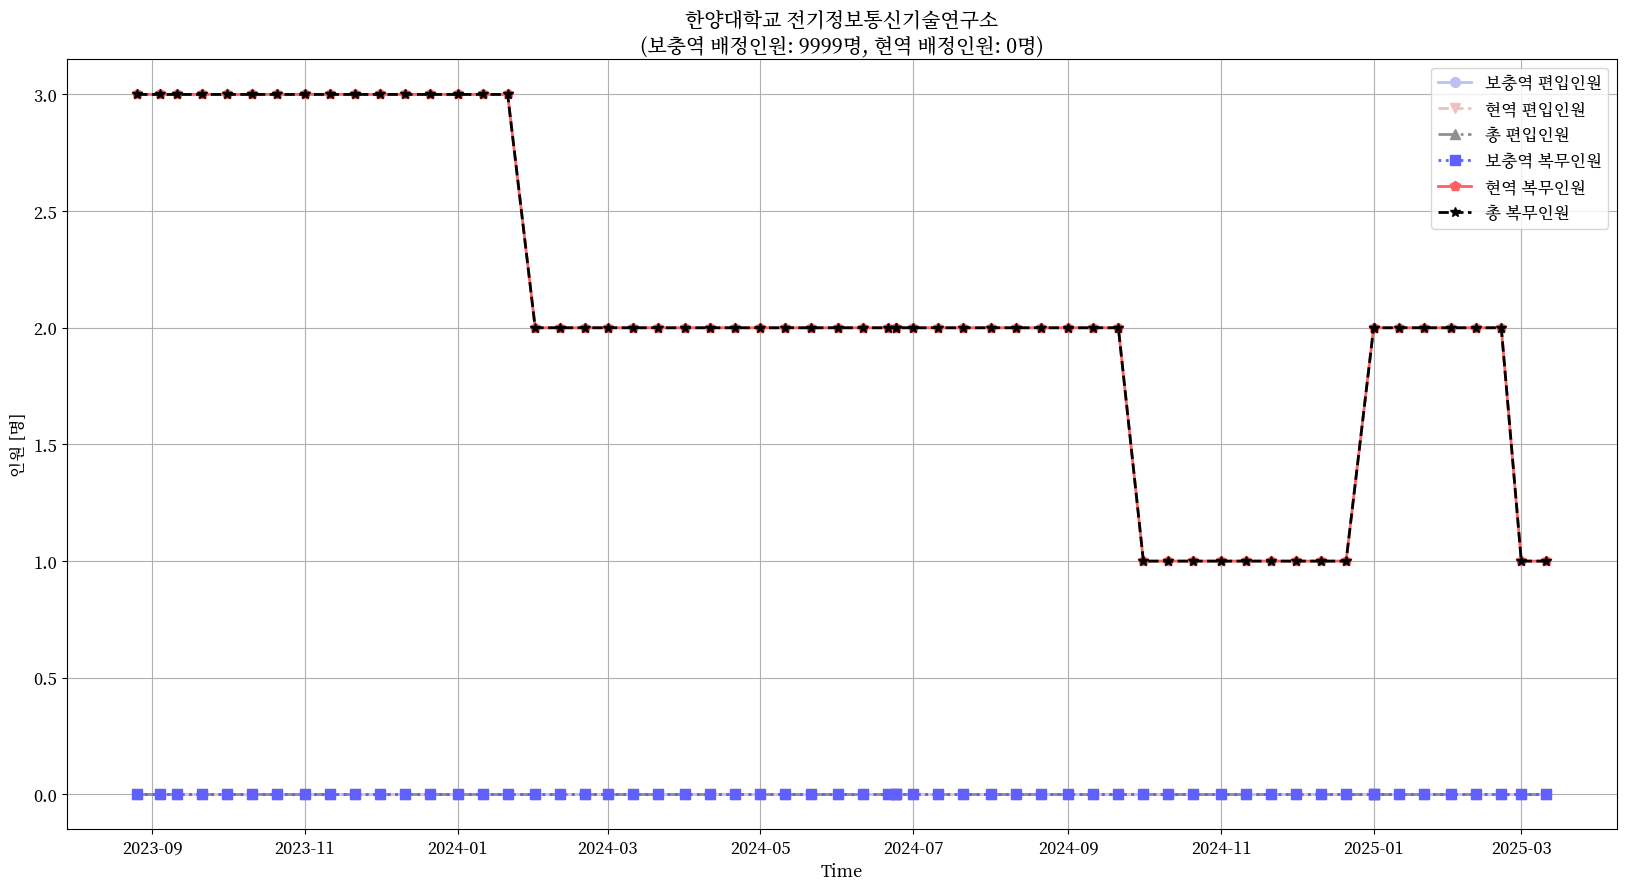 한양대학교 전기정보통신기술연구소
(보충역 배정인원: 9999명, 현역 배정인원: 0명)
보충역 편입인원
현역 편입인원
총 편입인원
보충역 복무인원
현역 복무인원
총 복무인원
인원 [명]
3.0
2.5
2.0
1.5
1.0
0.5
0.0
2023-09
2023-11
2024-01
2024-03
2024-05
2024-07
2024-09
2024-11
2025-01
2025-03
Time